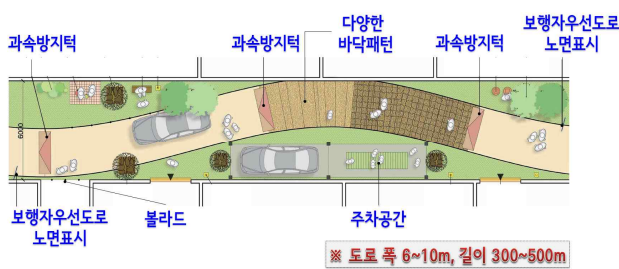 과속방지턱
과속방지턱
다양한
바닥패턴
과속방지턱
보행자우선도로
노면표시
6000
보행자우선도로
노면표시
볼라드
주차공간
※ 도로 폭 6~10m, 길이 300~500m